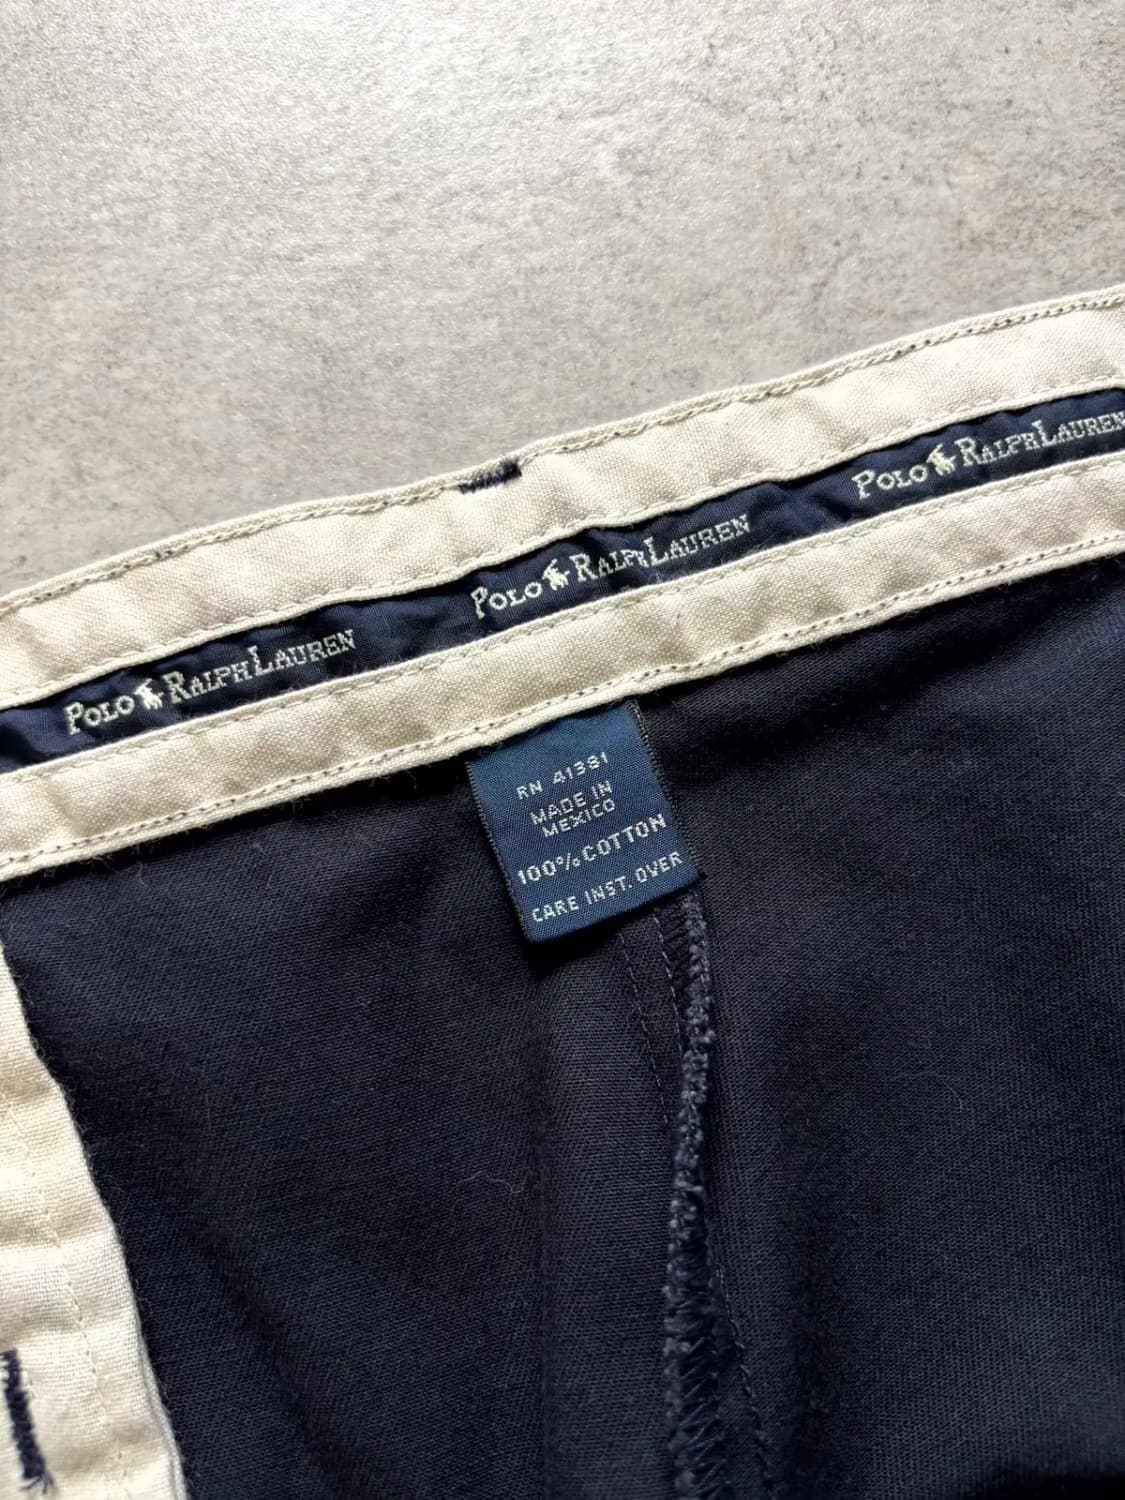 POLO RALPH LAUREN
POLO RALPH LAUREN
POLO RALPH LAUREN
RN 41381
MADE IN
MEXICO
100% COTTON
CARE INST. OVER